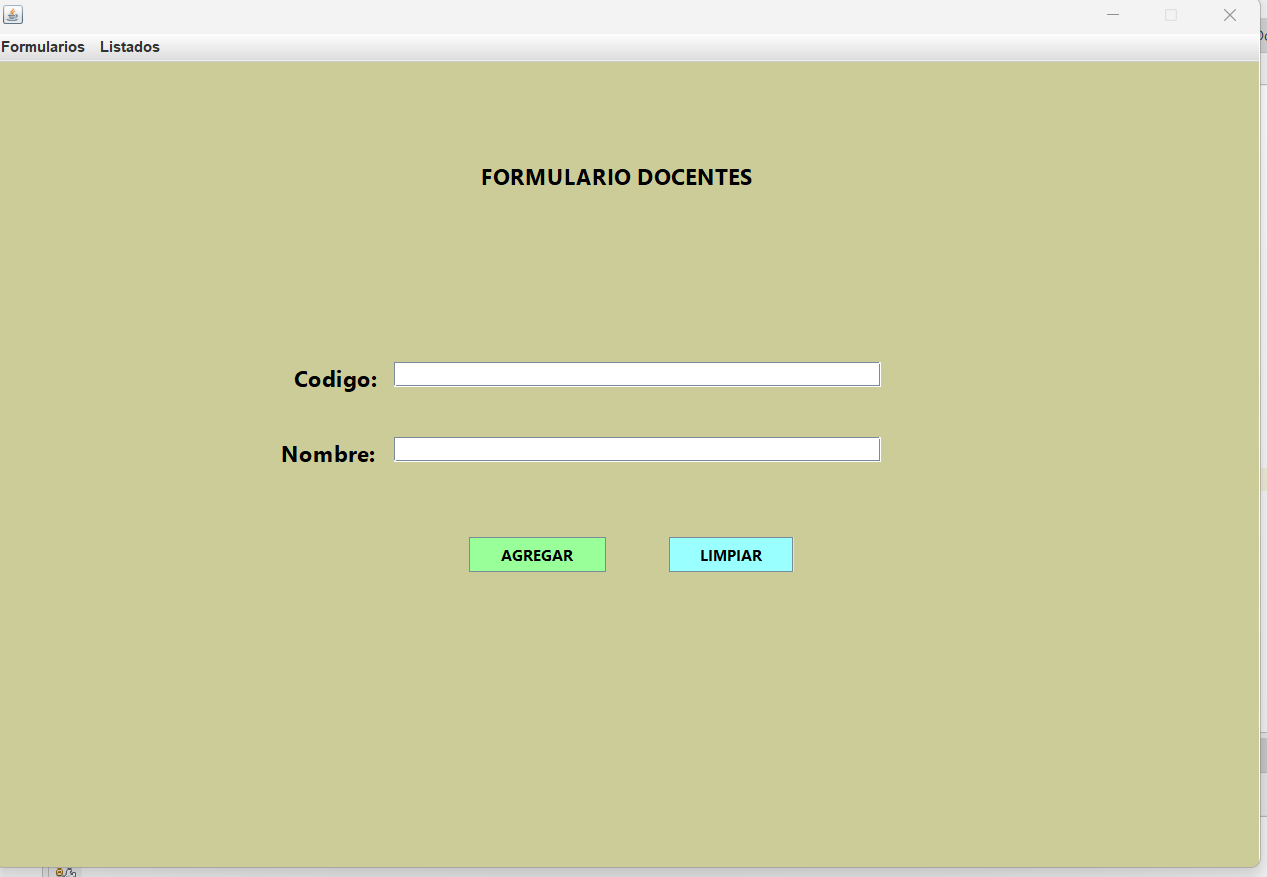 Formularios Listados
FORMULARIO DOCENTES
Codigo:
Nombre:
AGREGAR LIMPIAR